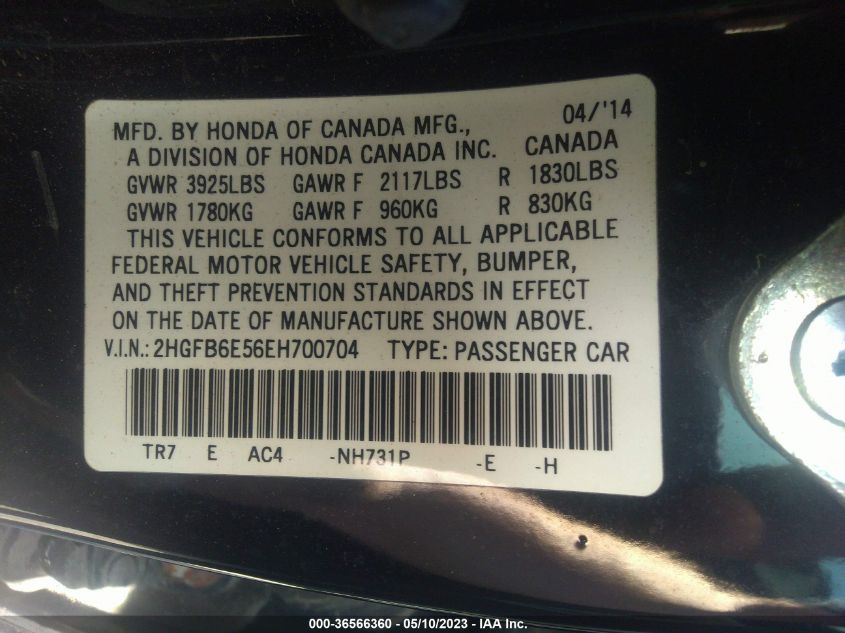 04/'14
MFD. BY HONDA OF CANADA MFG.,
A DIVISION OF HONDA CANADA INC. CANADA
GVWR 3925LBS GAWR F 2117LBS R 1830LBS
GVWR 1780KG GAWR F 960KG R 830KG
THIS VEHICLE CONFORMS TO ALL APPLICABLE
FEDERAL MOTOR VEHICLE SAFETY, BUMPER,
AND THEFT PREVENTION STANDARDS IN EFFECT
ON THE DATE OF MANUFACTURE SHOWN ABOVE.
V.I.N.: 2HGFB6E56EH700704 TYPE: PASSENGER CAR
TR7 E AC4 -NH731P -E -H
000-36566360 - 05/10/2023 - IAA Inc.